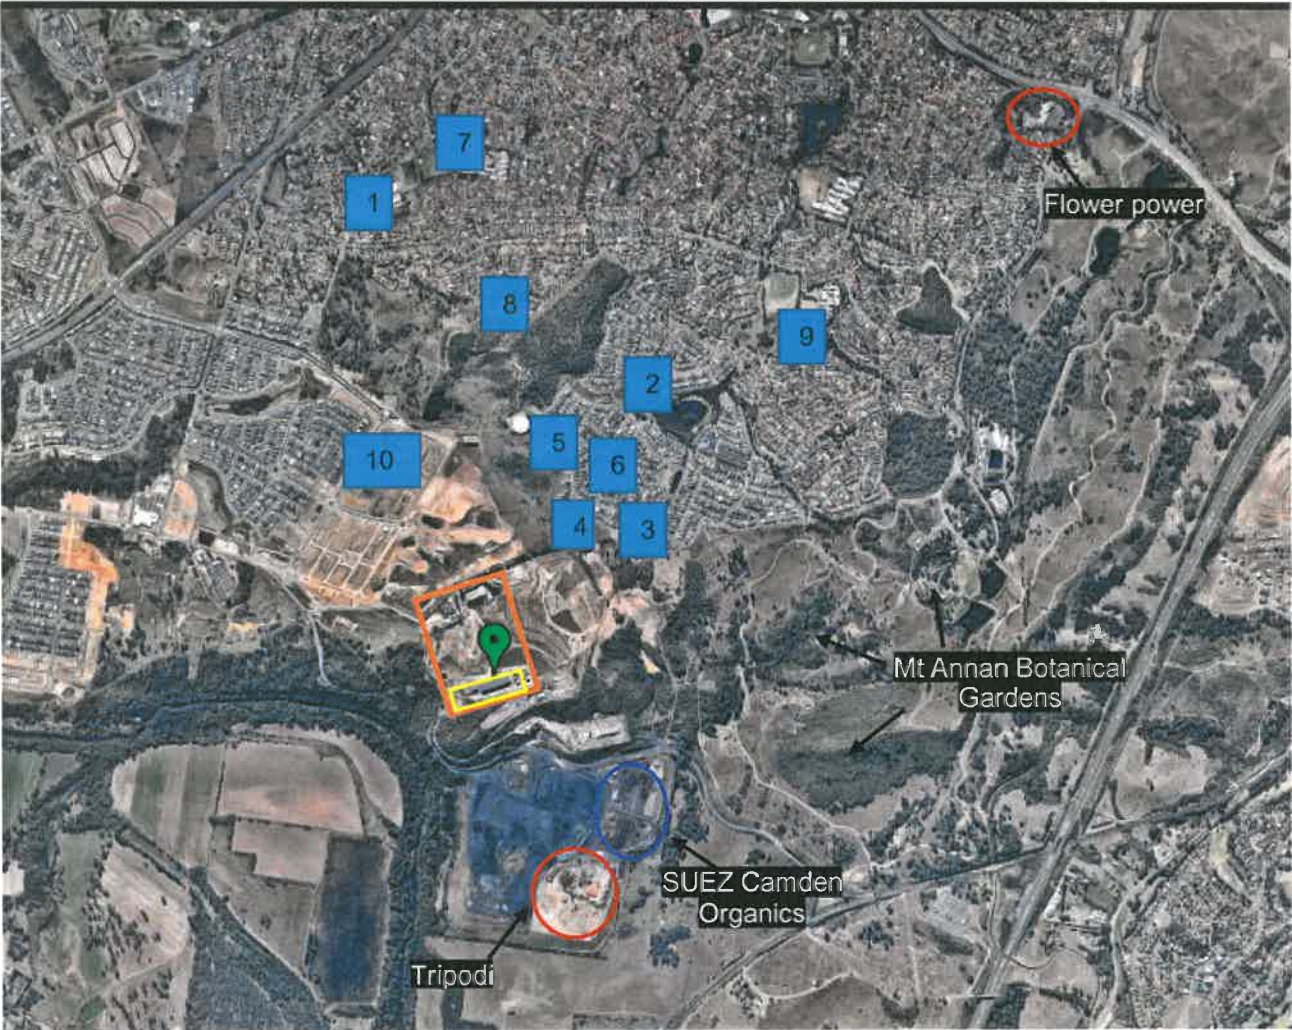 7
1
Flower power
8
9
2
5
6
10
4
3
Mt Annan Botanical
Gardens
SUEZ Camden
Organics
Tripodi